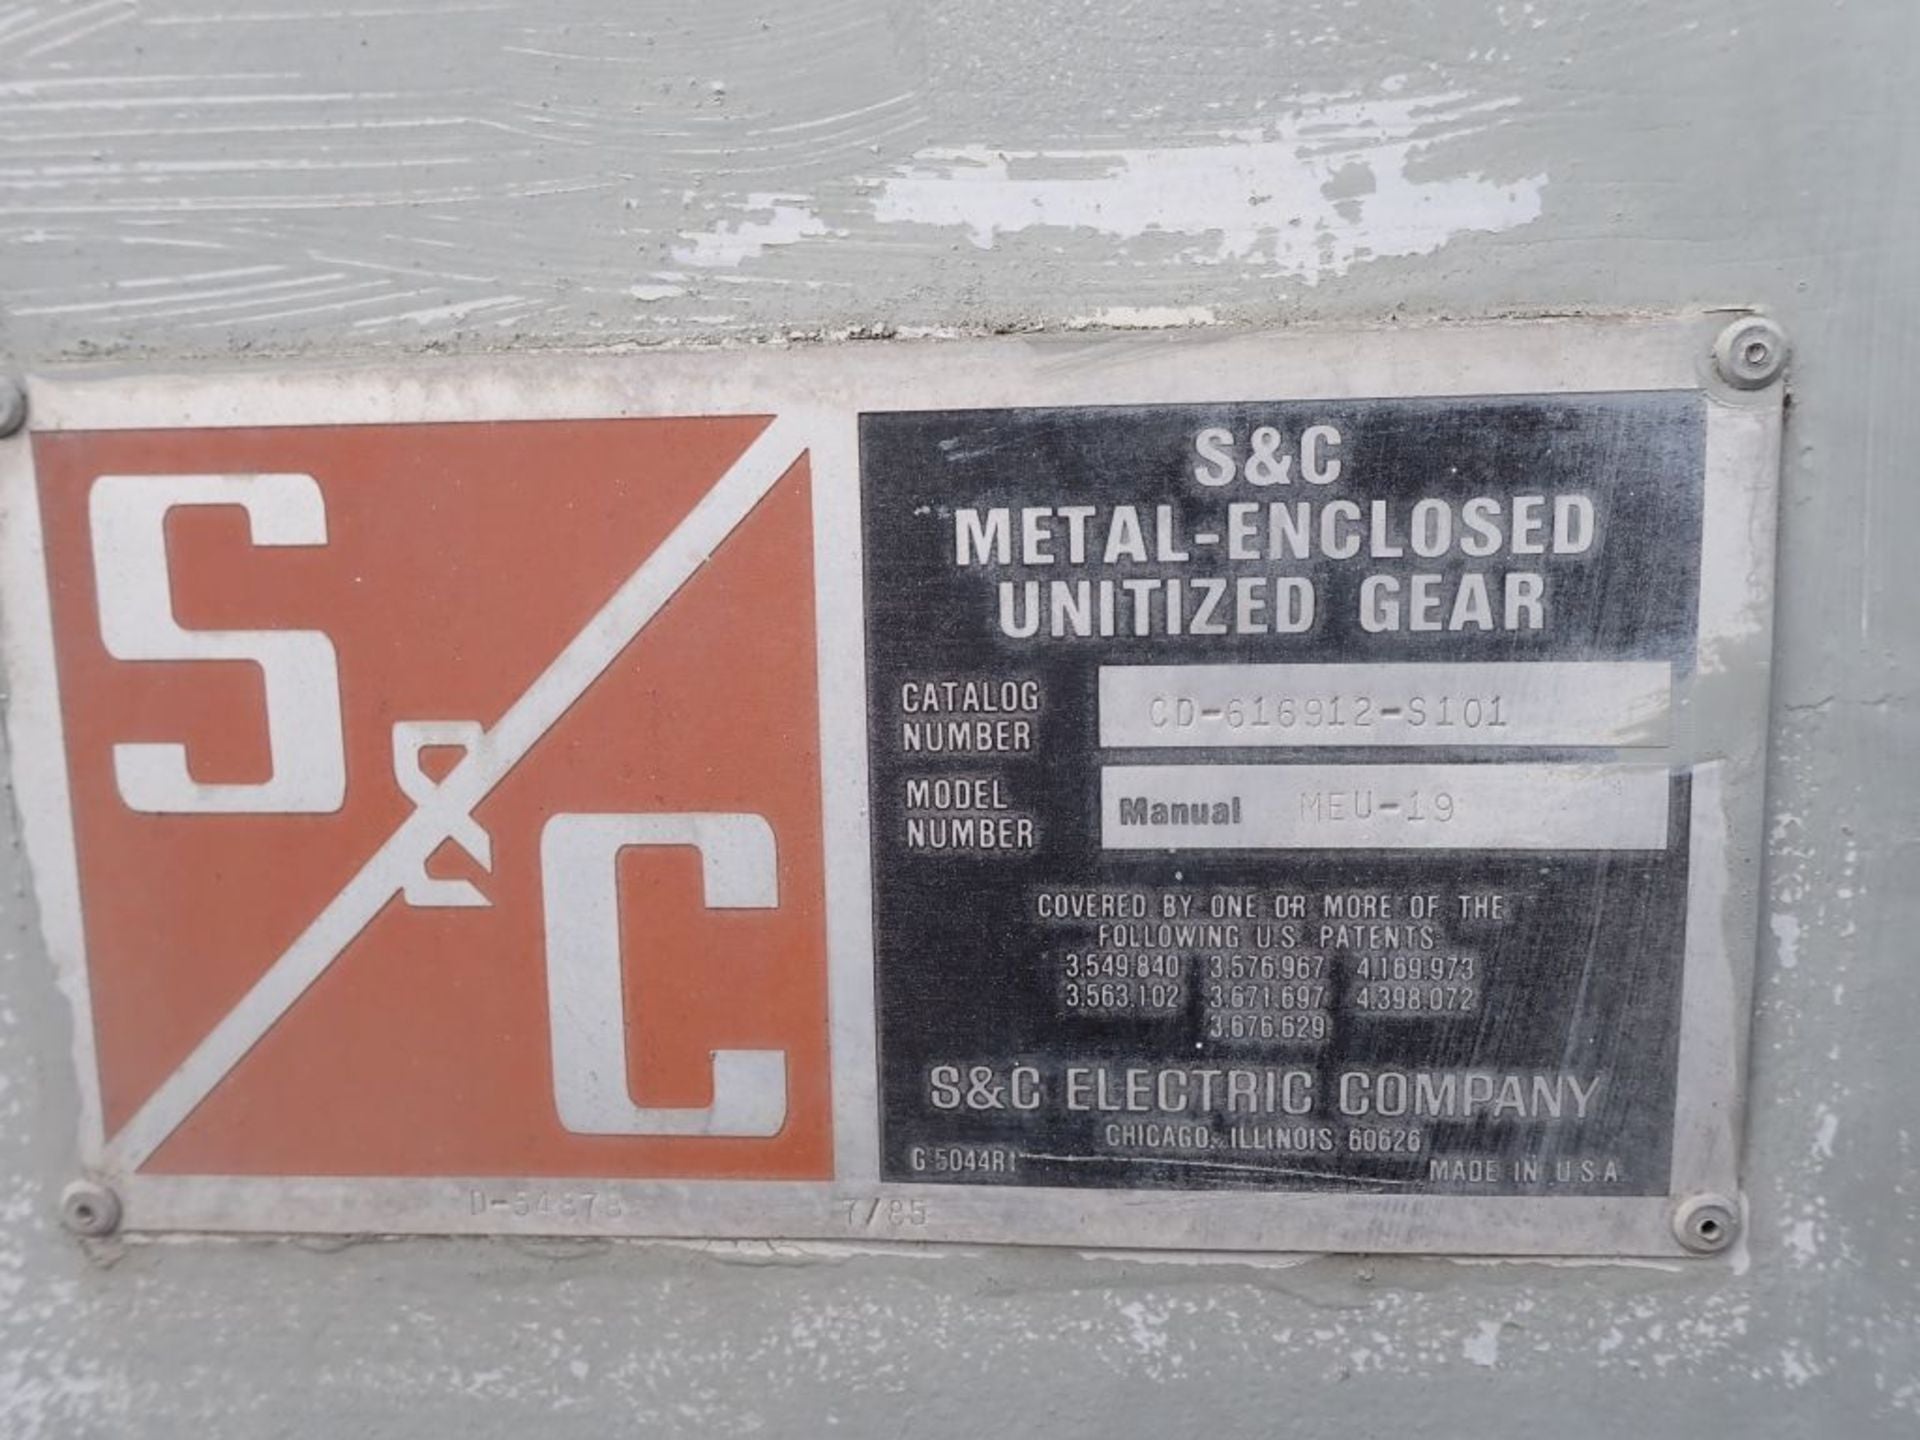 S&C
S&C
METAL-ENCLOSED
UNITIZED GEAR
CATALOG NUMBER CD-616912-S101
MODEL NUMBER Manual MEU-19
COVERED BY ONE OR MORE OF THE
FOLLOWING U.S. PATENTS:
3,549,840 3,576,967 4,169,973
3,563,102 3,671,697 4,398,072
3,676,629
S&C ELECTRIC COMPANY
CHICAGO, ILLINOIS 60626
G-5044R1 MADE IN U.S.A.
7/85